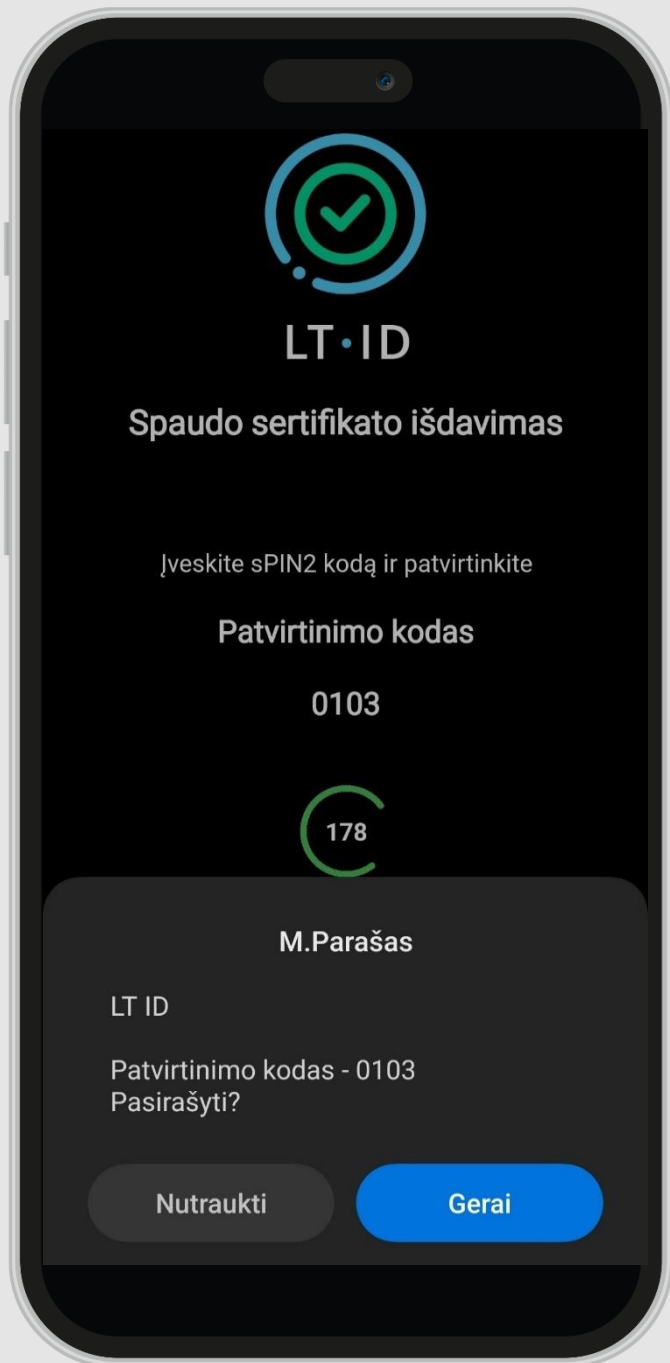 LT·ID
Spaudo sertifikato išdavimas
Įveskite sPIN2 kodą ir patvirtinkite
Patvirtinimo kodas
0103
178
M.Parašas
LT ID
Patvirtinimo kodas - 0103
Pasirašyti?
Nutraukti
Gerai